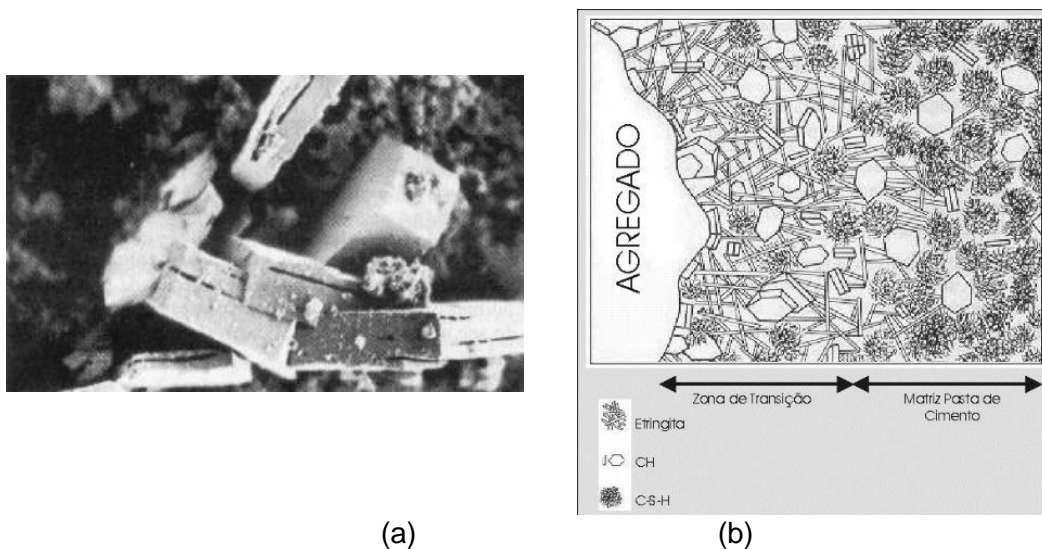 AGREGADO
Zona de Transição
Matriz Pasta de
Cimento
Etringita
CH
C-S-H
(a)
(b)